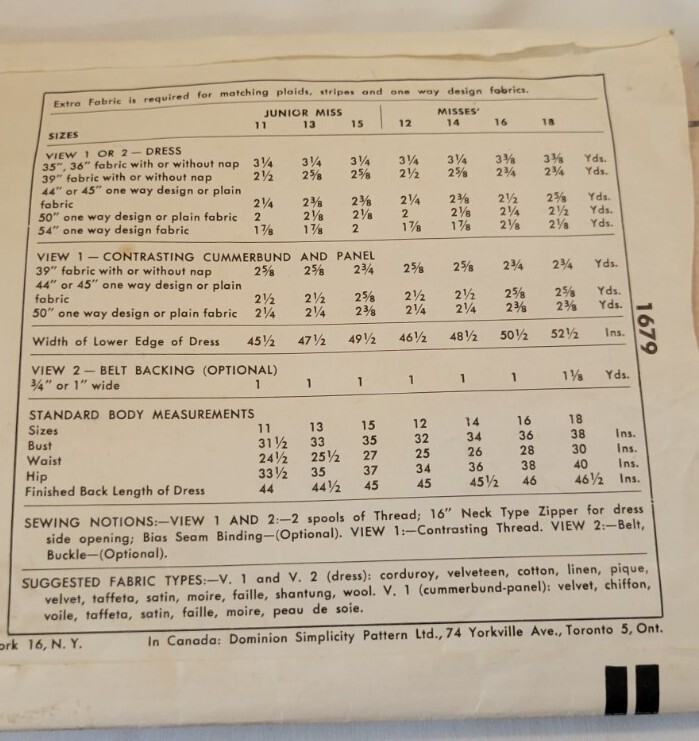 Extra Fabric is required for matching plaids, stripes and one way design fabrics.
JUNIOR MISS MISSES'
SIZES 11 13 15 12 14 16 18
VIEW 1 OR 2 — DRESS
35", 36" fabric with or without nap 3¼ 3¼ 3¼ 3¼ 3¼ 3⅜ 3⅜ Yds.
39" fabric with or without nap 2½ 2⅝ 2⅝ 2½ 2⅝ 2¾ 2¾ Yds.
44" or 45" one way design or plain
fabric 2¼ 2⅜ 2⅜ 2¼ 2⅜ 2½ 2⅝ Yds.
50" one way design or plain fabric 2 2⅛ 2⅛ 2 2⅛ 2¼ 2½ Yds.
54" one way design fabric 1⅞ 1⅞ 2 1⅞ 1⅞ 2⅛ 2⅛ Yds.
VIEW 1 — CONTRASTING CUMMERBUND AND PANEL
39" fabric with or without nap 2⅝ 2⅝ 2¾ 2⅝ 2⅝ 2¾ 2¾ Yds.
44" or 45" one way design or plain
fabric 2½ 2½ 2⅝ 2½ 2½ 2⅝ 2⅝ Yds.
50" one way design or plain fabric 2¼ 2¼ 2⅜ 2¼ 2¼ 2⅜ 2⅜ Yds.
Width of Lower Edge of Dress 45½ 47½ 49½ 46½ 48½ 50½ 52½ Ins.
VIEW 2 — BELT BACKING (OPTIONAL)
¾" or 1" wide 1 1 1 1 1 1 1⅛ Yds.
STANDARD BODY MEASUREMENTS
Sizes 11 13 15 12 14 16 18
Bust 31½ 33 35 32 34 36 38 Ins.
Waist 24½ 25½ 27 25 26 28 30 Ins.
Hip 33½ 35 37 34 36 38 40 Ins.
Finished Back Length of Dress 44 44½ 45 45 45½ 46 46½ Ins.
SEWING NOTIONS:—VIEW 1 AND 2:—2 spools of Thread; 16" Neck Type Zipper for dress
side opening; Bias Seam Binding—(Optional). VIEW 1:—Contrasting Thread. VIEW 2:—Belt,
Buckle—(Optional).
SUGGESTED FABRIC TYPES:—V. 1 and V. 2 (dress): corduroy, velveteen, cotton, linen, pique,
velvet, taffeta, satin, moire, faille, shantung, wool. V. 1 (cummerbund-panel): velvet, chiffon,
voile, taffeta, satin, faille, moire, peau de soie.
ork 16, N. Y. In Canada: Dominion Simplicity Pattern Ltd., 74 Yorkville Ave., Toronto 5, Ont.
1679